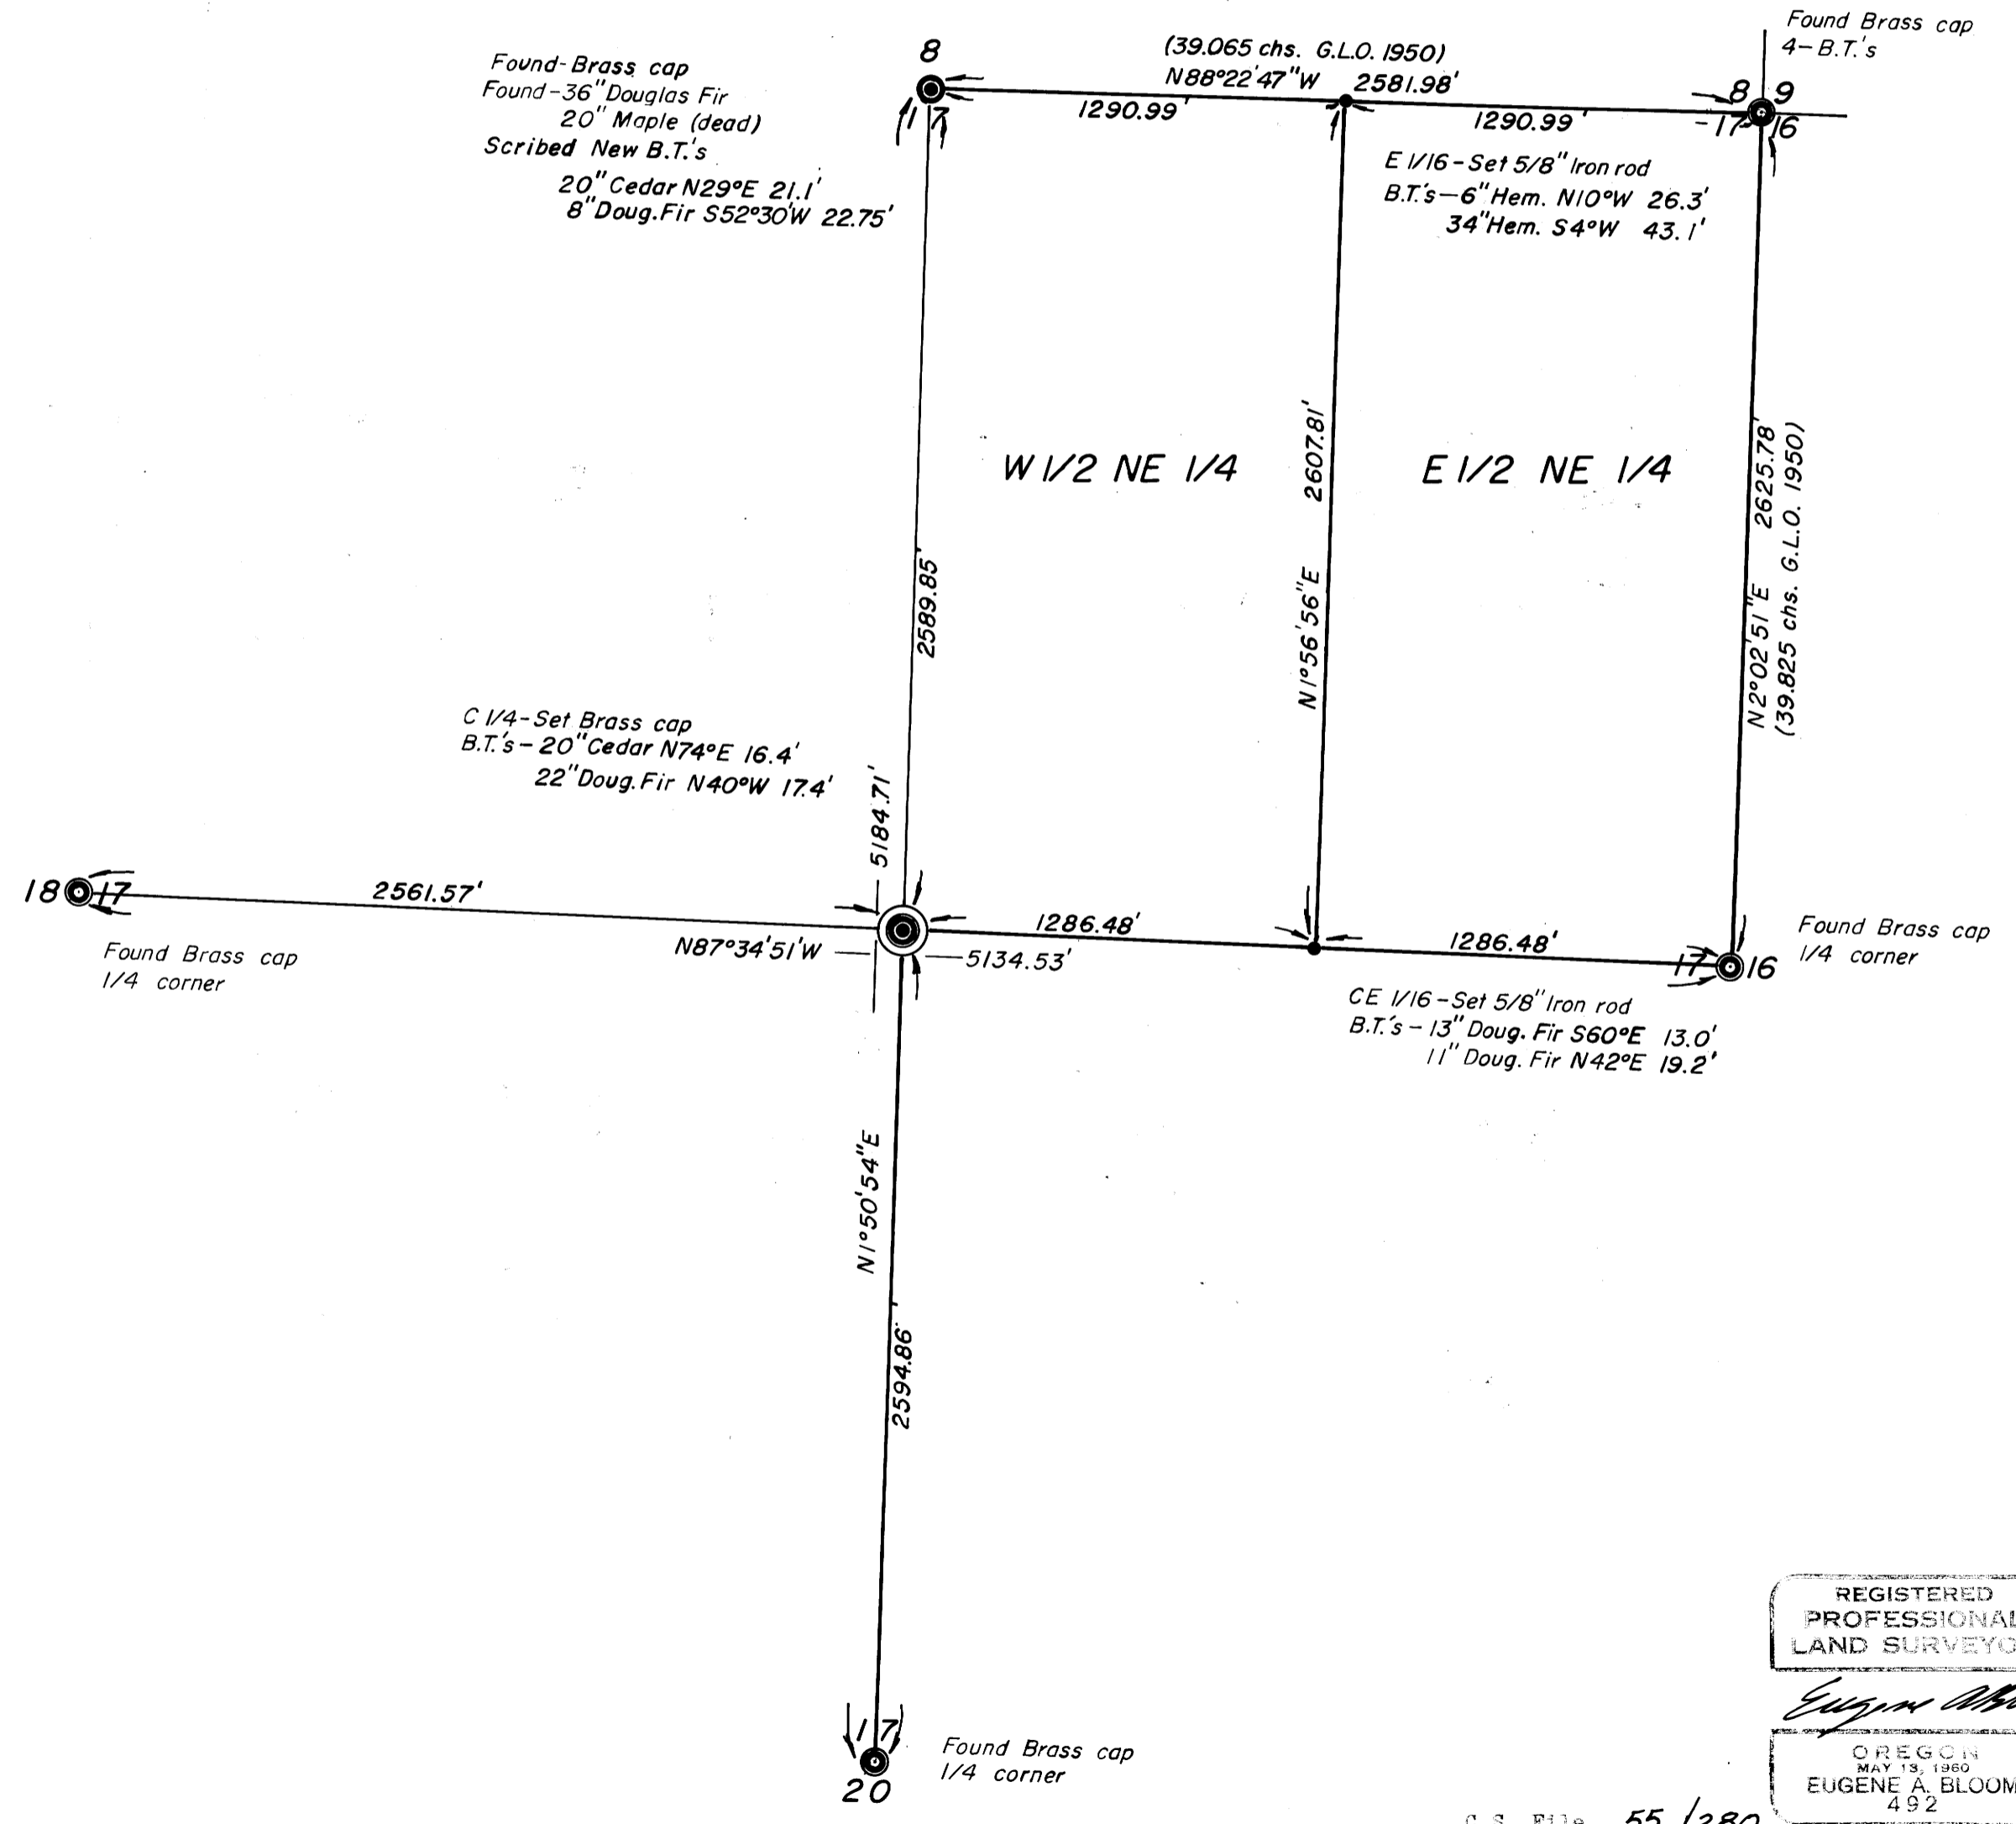 Found-Brass cap
Found-36" Douglas Fir
20" Maple (dead)
Scribed New B.T.'s
20" Cedar N29°E 21.1'
8" Doug. Fir S52°30'W 22.75'
8
17
(39.065 chs. G.L.O. 1950)
N88°22'47"W 2581.98'
1290.99'
1290.99'
Found Brass cap
4-B.T.'s
8 9
17 16
E 1/16-Set 5/8" Iron rod
B.T.'s-6" Hem. N10°W 26.3'
34" Hem. S4°W 43.1'
W 1/2 NE 1/4
E 1/2 NE 1/4
2589.85'
N1°56'56"E 2607.81'
N2°02'51"E 2625.78'
(39.825 chs. G.L.O. 1950)
C 1/4-Set Brass cap
B.T.'s-20" Cedar N74°E 16.4'
22" Doug. Fir N40°W 17.4'
5184.71'
18 17
2561.57'
Found Brass cap
1/4 corner
N87°34'51'W
5134.53'
1286.48'
1286.48'
17 16
Found Brass cap
1/4 corner
CE 1/16-Set 5/8" Iron rod
B.T.'s-13" Doug. Fir S60°E 13.0'
11" Doug. Fir N42°E 19.2'
N1°50'54"E
2594.86'
17
20
Found Brass cap
1/4 corner
REGISTERED
PROFESSIONAL
LAND SURVEYO
Eugene
OREGON
MAY 13, 1960
EUGENE A. BLOOM
492
C.S. File 55/280